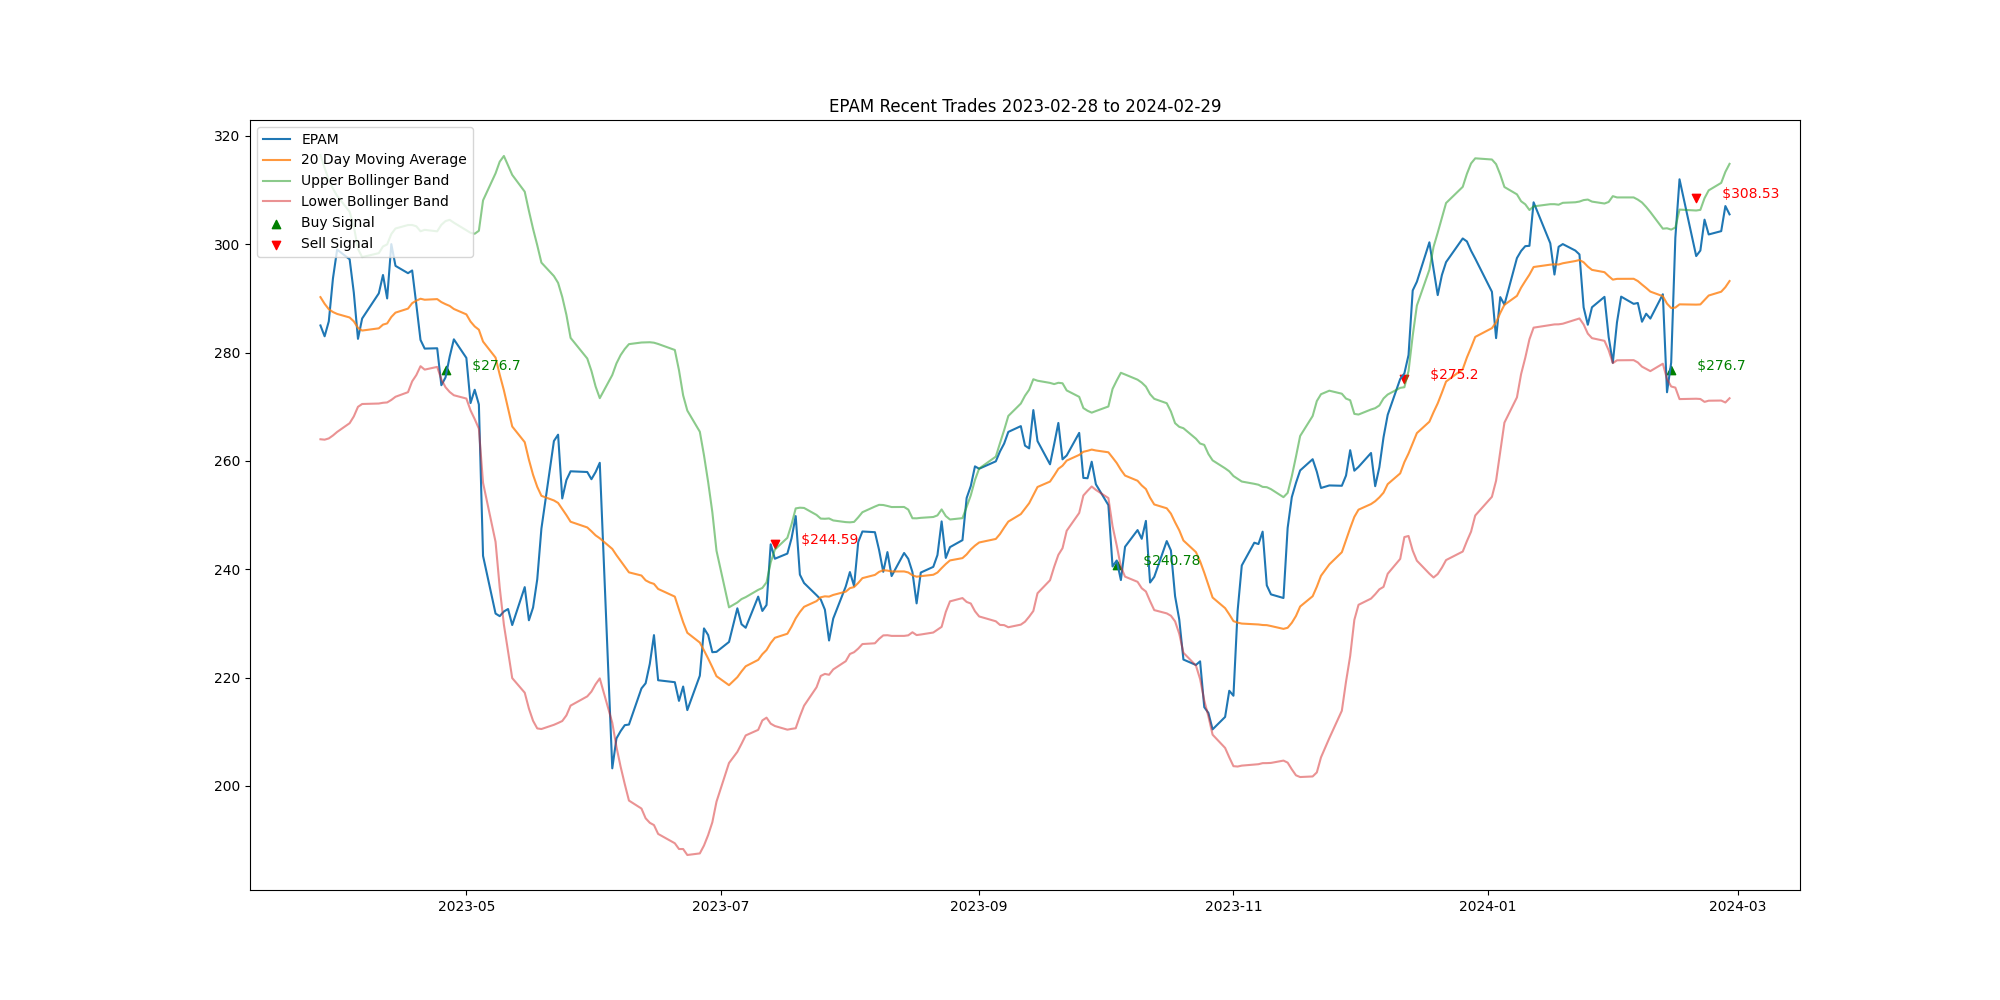 EPAM Recent Trades 2023-02-28 to 2024-02-29
320
300
280
260
240
220
200
EPAM
20 Day Moving Average
Upper Bollinger Band
Lower Bollinger Band
Buy Signal
Sell Signal
$276.7
$244.59
$240.78
$275.2
$276.7
$308.53
2023-05
2023-07
2023-09
2023-11
2024-01
2024-03